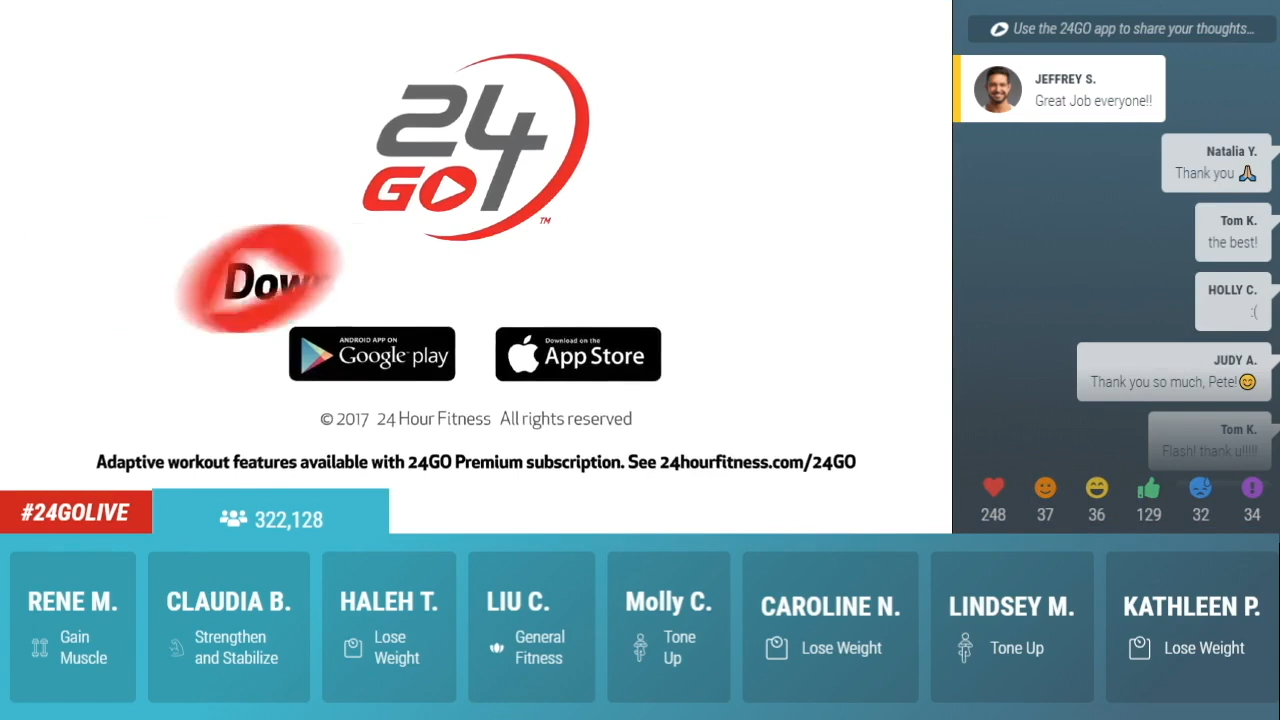 24
GO
TM
Dow
ANDROID APP ON
Google play
Download on the
App Store
© 2017 24 Hour Fitness All rights reserved
Adaptive workout features available with 24GO Premium subscription. See 24hourfitness.com/24GO
Use the 24GO app to share your thoughts...
JEFFREY S.
Great Job everyone!!
Natalia Y.
Thank you 🙏
Tom K.
the best!
HOLLY C.
:(
JUDY A.
Thank you so much, Pete!😊
Tom K.
Flash! thank u!!!!!
248 37 36 129 32 34
#24GOLIVE
322,128
RENE M.
Gain
Muscle
CLAUDIA B.
Strengthen
and Stabilize
HALEH T.
Lose
Weight
LIU C.
General
Fitness
Molly C.
Tone
Up
CAROLINE N.
Lose Weight
LINDSEY M.
Tone Up
KATHLEEN P.
Lose Weight